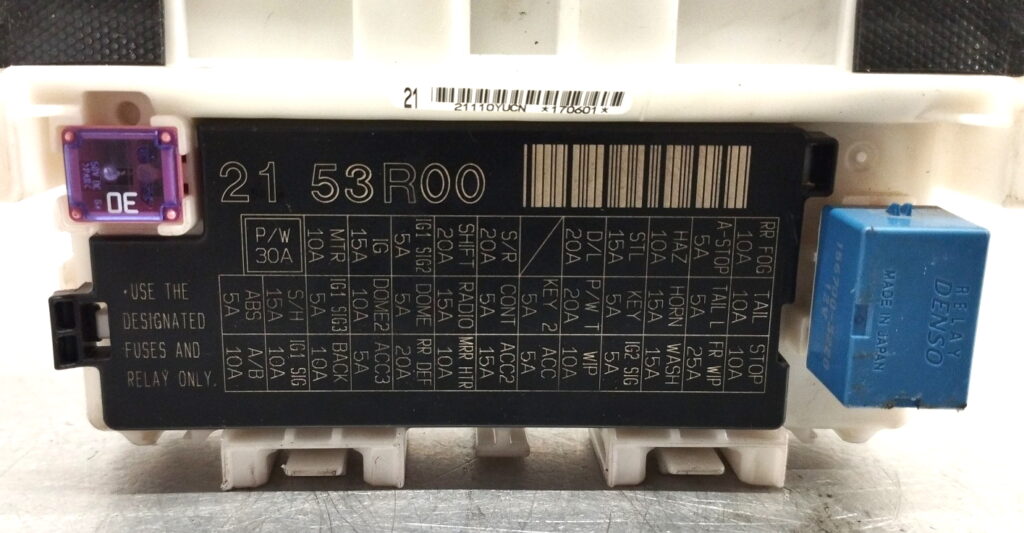 21
21110YUCN *170601*
21 53R00
P/W
30A
RR FOG
10A
A-STOP
5A
HAZ
10A
STL
15A
D/L
20A
S/R
20A
SHIFT
20A
IG1 SIG2
5A
IG
15A
MTR
10A
TAIL
10A
TAIL L
5A
HORN
15A
KEY
5A
P/W T
20A
KEY 2
5A
CONT
5A
RADIO
15A
DOME
5A
DOME2
10A
IG1 SIG3
5A
S/H
15A
ABS
5A
STOP
10A
FR WIP
25A
WASH
15A
IG2 SIG
5A
WIP
10A
ACC
5A
ACC2
15A
MRR HTR
10A
RR DEF
20A
ACC3
5A
BACK
10A
IG1 SIG
10A
A/B
10A
•USE THE
DESIGNATED
FUSES AND
RELAY ONLY.
30
RELAY
DENSO
MADE IN JAPAN
12V